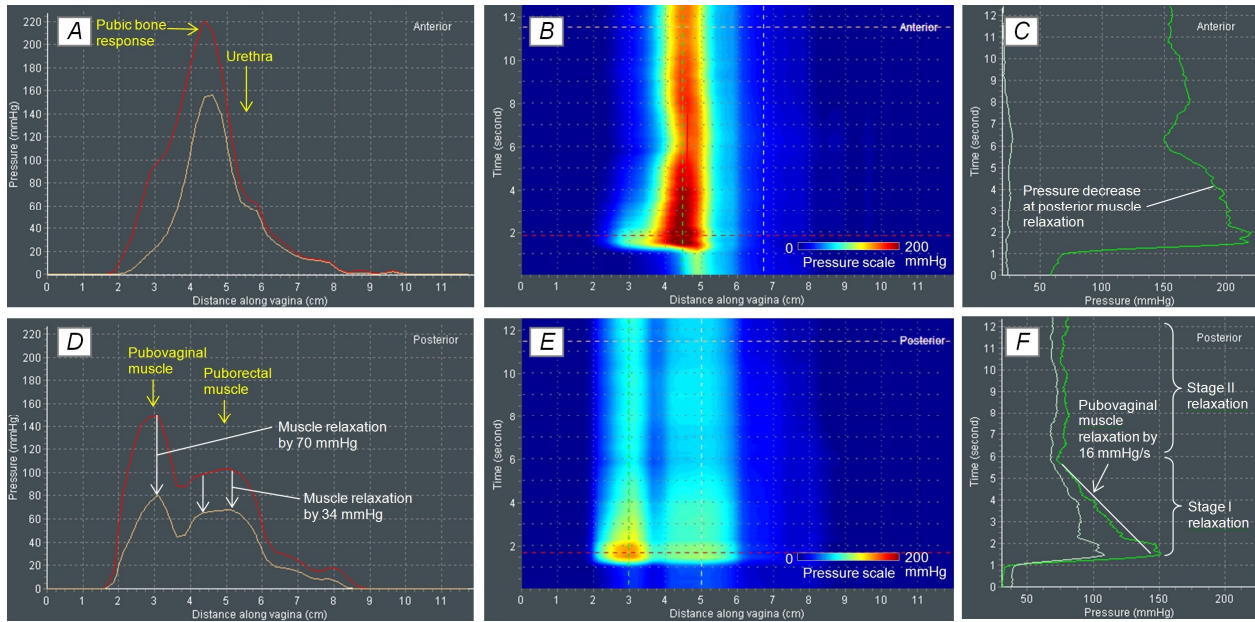 A
Anterior
Pubic bone
response
Urethra
Pressure (mmHg)
220
200
180
160
140
120
100
80
60
40
20
0
0 1 2 3 4 5 6 7 8 9 10 11
Distance along vagina (cm)
B
Anterior
Time (second)
12
10
8
6
4
2
0 200
mmHg
Pressure scale
0 1 2 3 4 5 6 7 8 9 10 11
Distance along vagina (cm)
C
Anterior
Time (second)
12
11
10
9
8
7
6
5
4
3
2
1
0
Pressure decrease
at posterior muscle
relaxation
50 100 150 200
Pressure (mmHg)
D
Posterior
Pubovaginal
muscle
Puborectal
muscle
Muscle relaxation
by 70 mmHg
Muscle relaxation
by 34 mmHg
Pressure (mmHg)
220
200
180
160
140
120
100
80
60
40
20
0
0 1 2 3 4 5 6 7 8 9 10 11
Distance along vagina (cm)
E
Posterior
Time (second)
12
10
8
6
4
2
0 200
mmHg
Pressure scale
0 1 2 3 4 5 6 7 8 9 10 11
Distance along vagina (cm)
F
Posterior
Time (second)
12
11
10
9
8
7
6
5
4
3
2
1
0
Stage II
relaxation
Pubovaginal
muscle
relaxation by
16 mmHg/s
Stage I
relaxation
50 100 150 200
Pressure (mmHg)